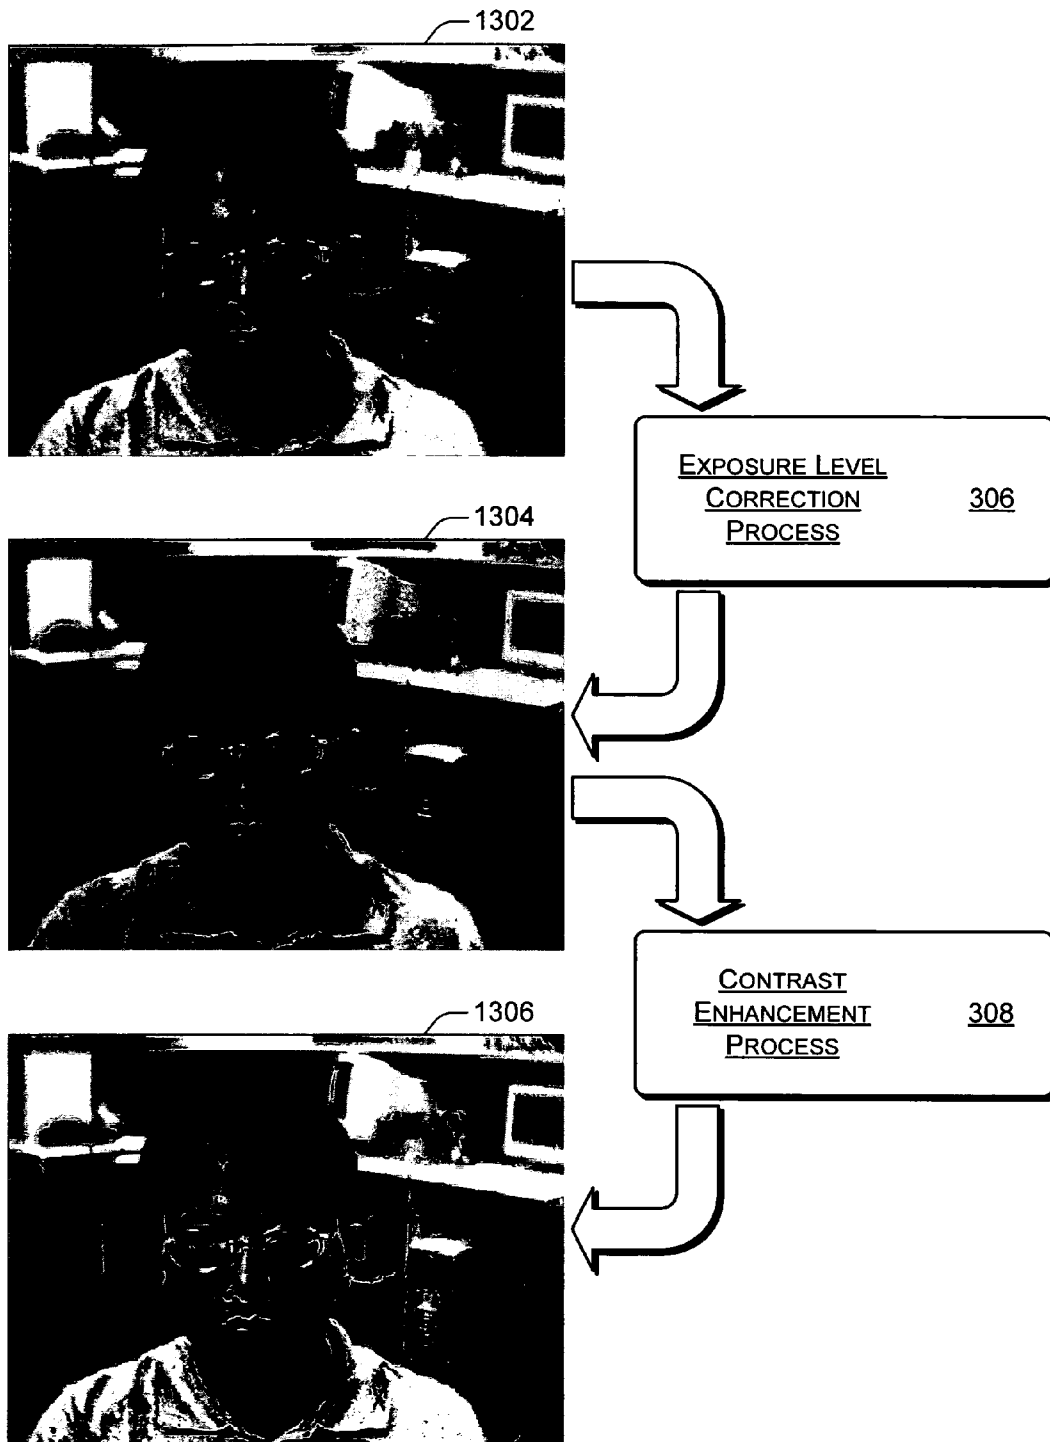 1302
EXPOSURE LEVEL
CORRECTION
PROCESS
306
1304
CONTRAST
ENHANCEMENT
PROCESS
308
1306